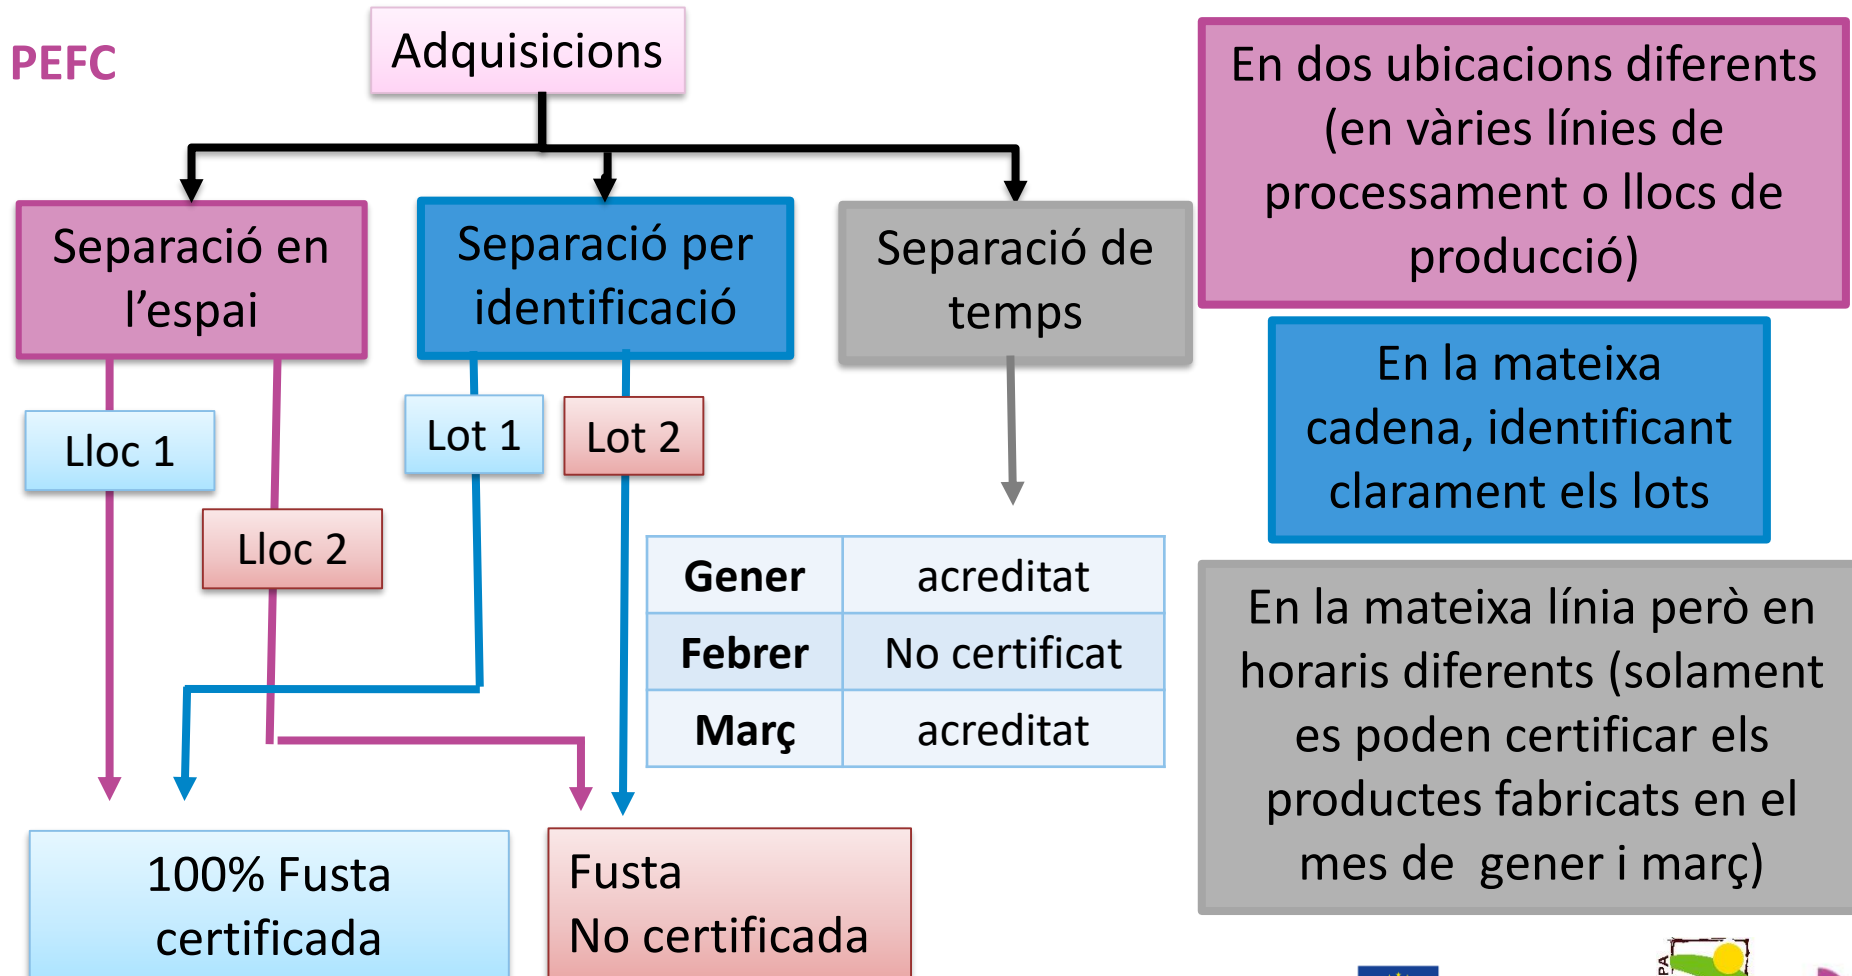 PEFC
Adquisicions
Separació en
l’espai
Separació per
identificació
Separació de
temps
Lloc 1
Lloc 2
Lot 1
Lot 2
Gener acreditat
Febrer No certificat
Març acreditat
100% Fusta
certificada
Fusta
No certificada
En dos ubicacions diferents
(en vàries línies de
processament o llocs de
producció)
En la mateixa
cadena, identificant
clarament els lots
En la mateixa línia però en
horaris diferents (solament
es poden certificar els
productes fabricats en el
mes de gener i març)